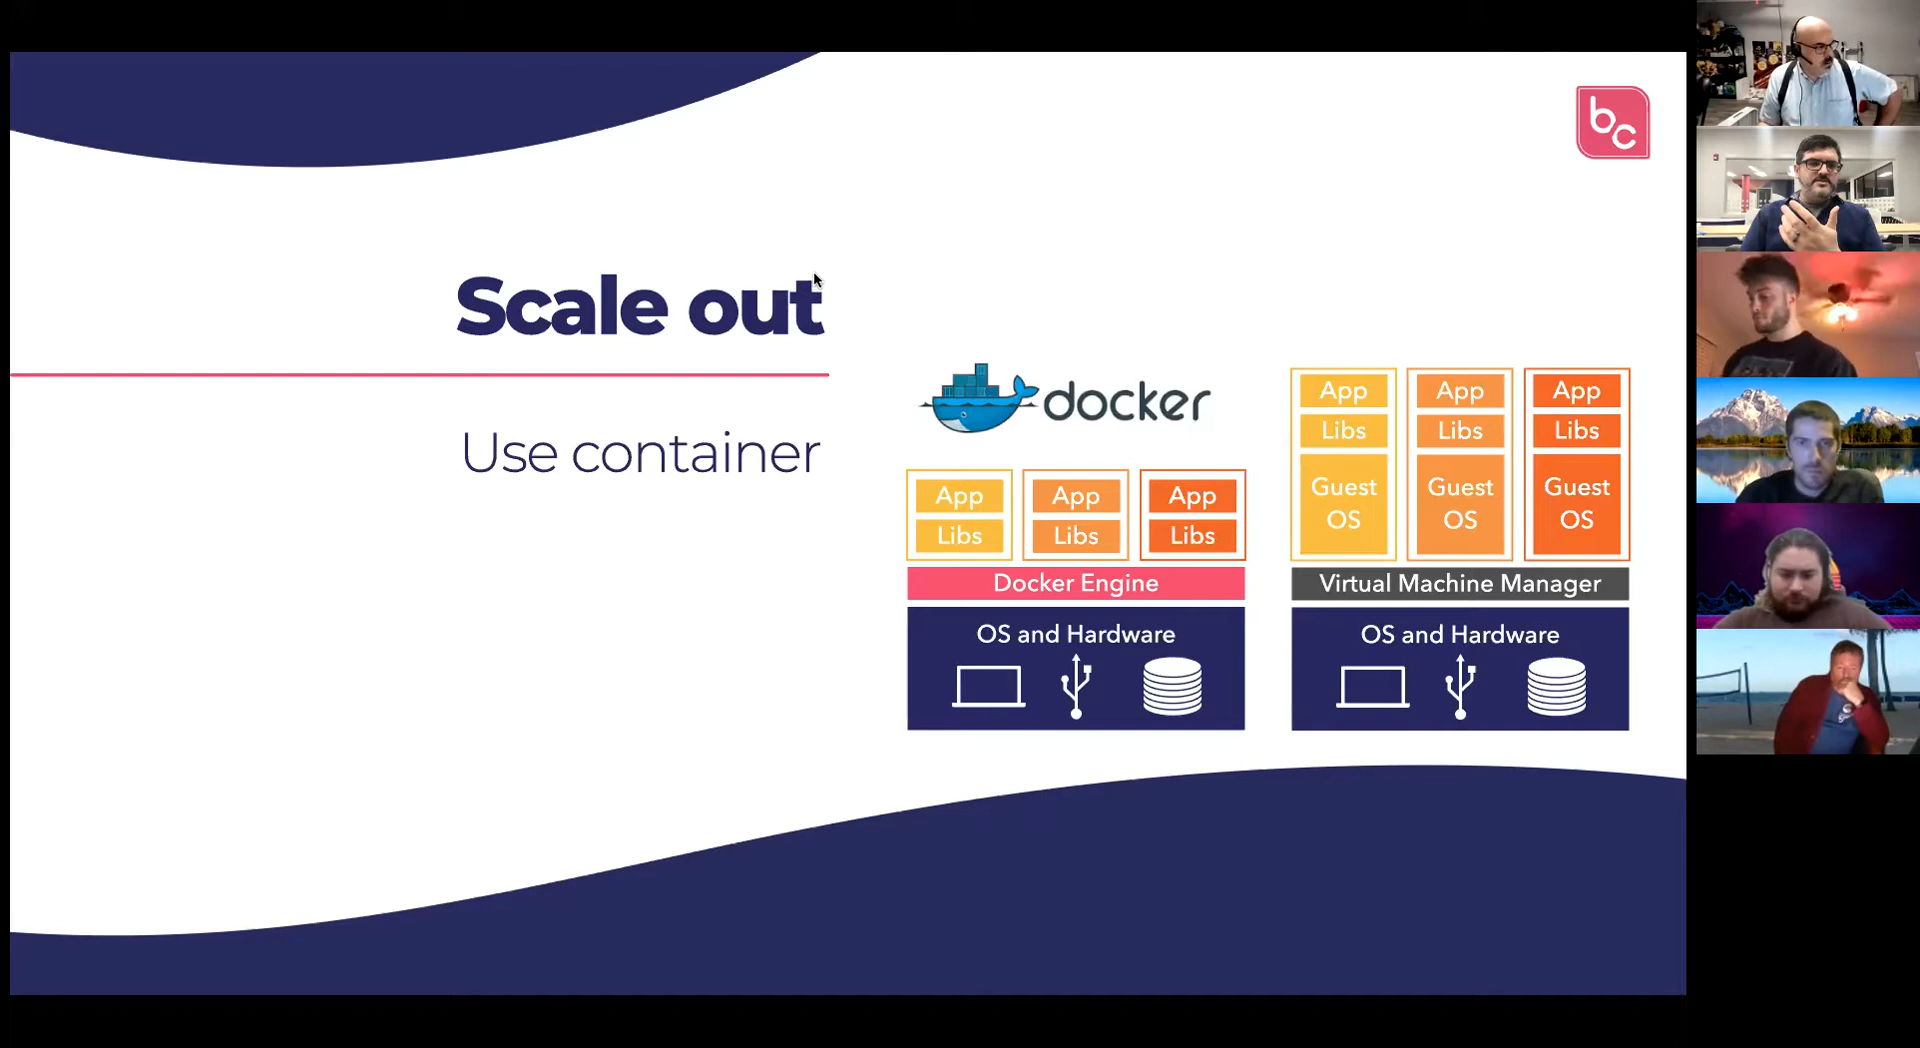 bc
Scale out
Use container
docker
App App App
Libs Libs Libs
Docker Engine
OS and Hardware
App App App
Libs Libs Libs
Guest Guest Guest
OS OS OS
Virtual Machine Manager
OS and Hardware